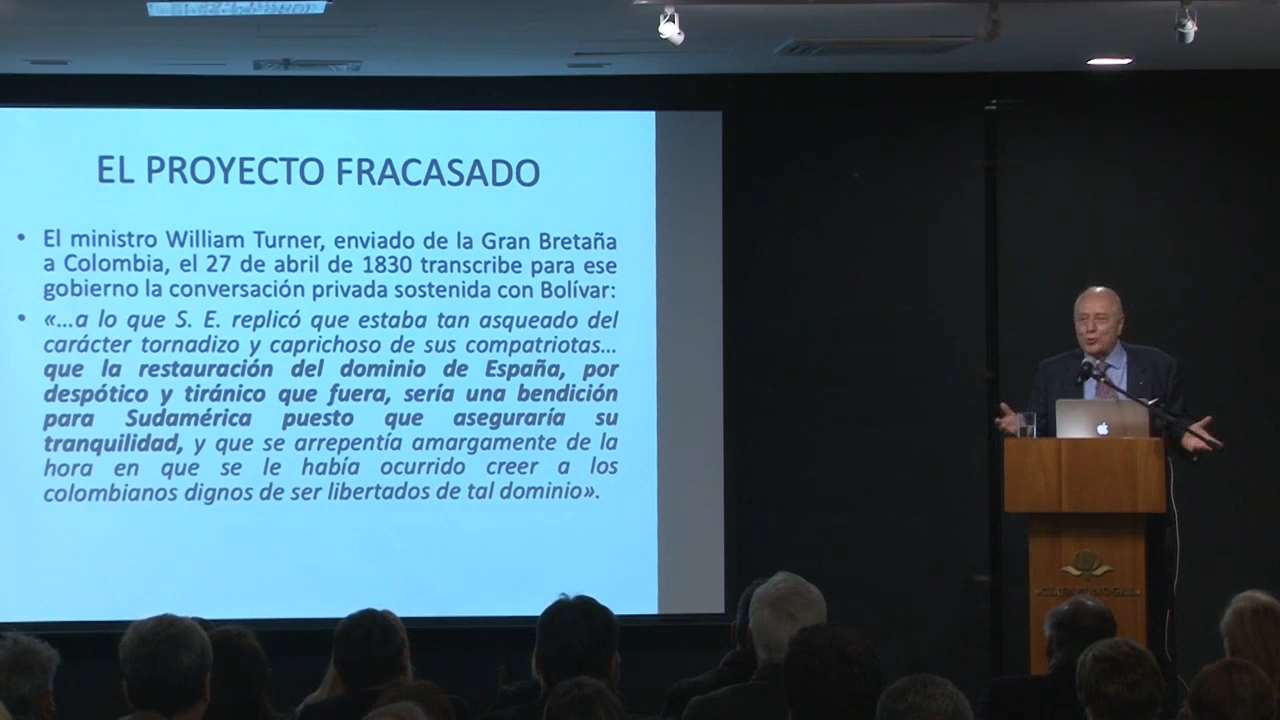 EL PROYECTO FRACASADO
• El ministro William Turner, enviado de la Gran Bretaña
a Colombia, el 27 de abril de 1830 transcribe para ese
gobierno la conversación privada sostenida con Bolívar:
• «...a lo que S. E. replicó que estaba tan asqueado del
carácter tornadizo y caprichoso de sus compatriotas...
que la restauración del dominio de España, por
despótico y tiránico que fuera, sería una bendición
para Sudamérica puesto que aseguraría su
tranquilidad, y que se arrepentía amargamente de la
hora en que se le había ocurrido creer a los
colombianos dignos de ser libertados de tal dominio».
CLUB EL NOGAL